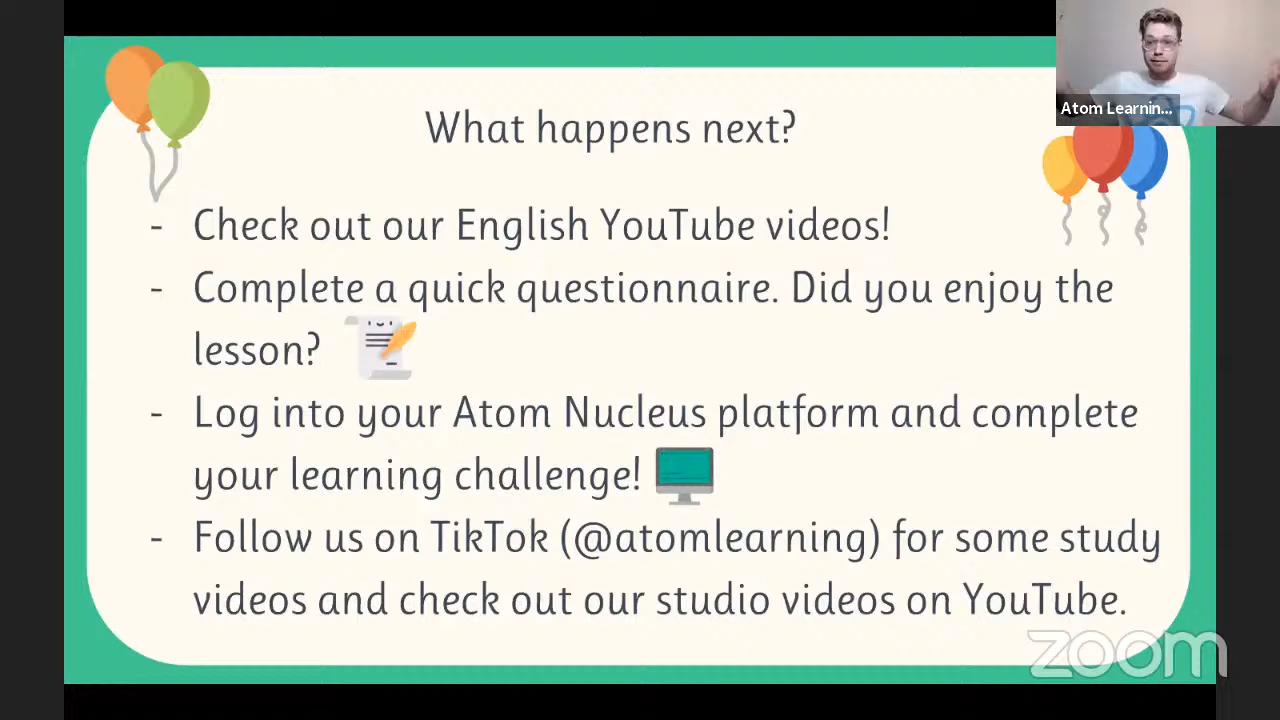 Atom Learnin...
What happens next?
- Check out our English YouTube videos!
- Complete a quick questionnaire. Did you enjoy the
lesson?
- Log into your Atom Nucleus platform and complete
your learning challenge!
- Follow us on TikTok (@atomlearning) for some study
videos and check out our studio videos on YouTube.
zoom